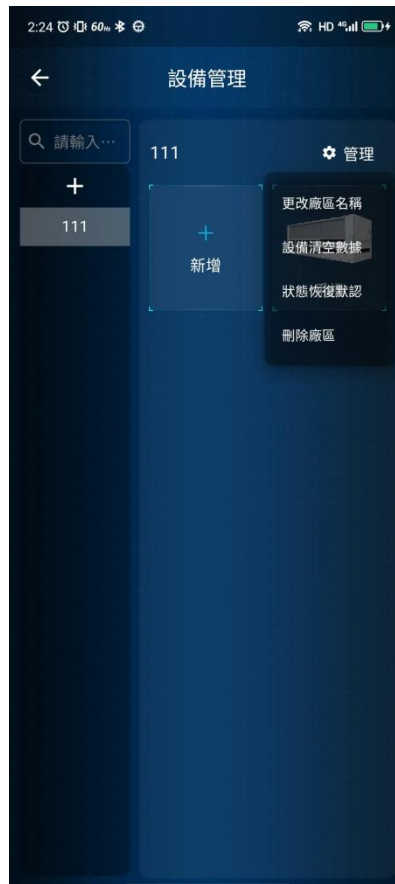 2:24 60Hz HD 4G
設備管理
請輸入…
111 管理
+
111
更改廠區名稱
設備清空數據
+
新增
狀態恢復默認
刪除廠區